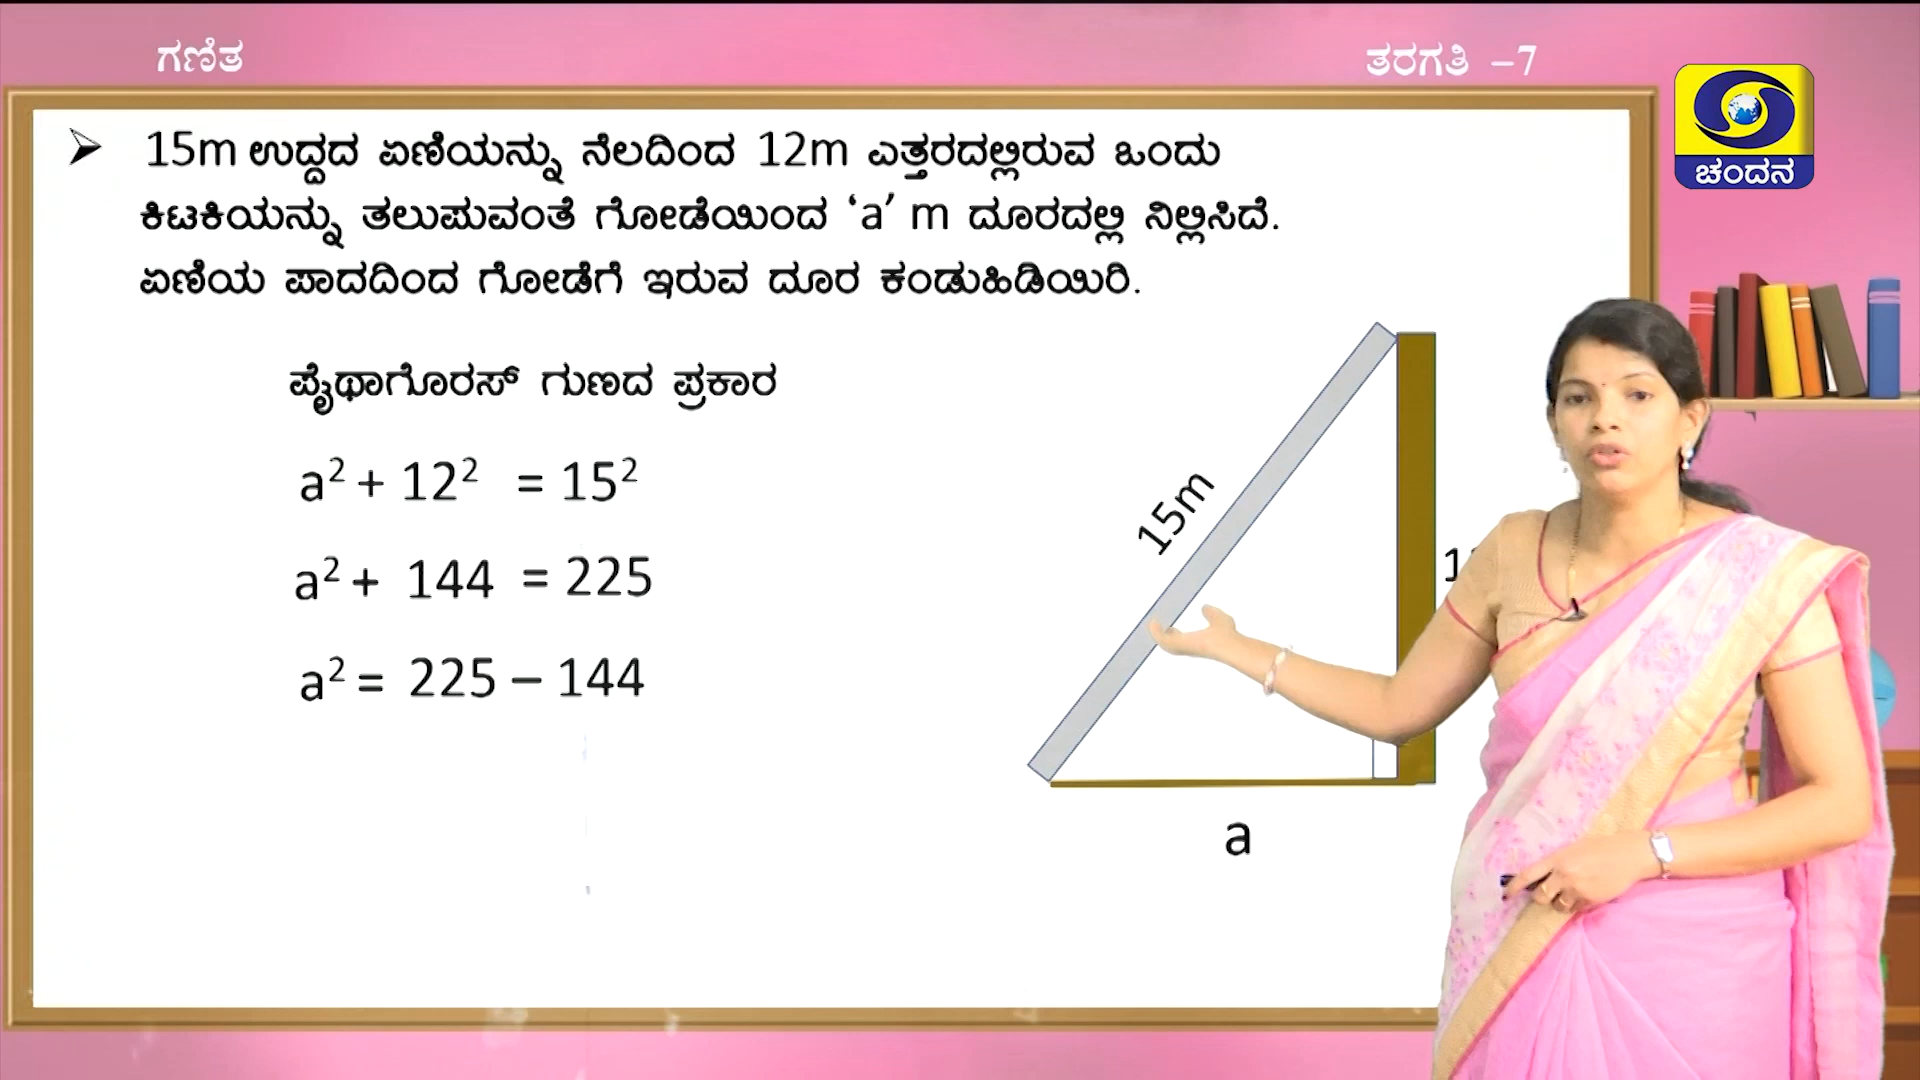 ಗಣಿತ
ತರಗತಿ –7
ಚಂದನ
➢ 15m ಉದ್ದದ ಏಣಿಯನ್ನು ನೆಲದಿಂದ 12m ಎತ್ತರದಲ್ಲಿರುವ ಒಂದು
ಕಿಟಕಿಯನ್ನು ತಲುಪುವಂತೆ ಗೋಡೆಯಿಂದ ‘a’ m ದೂರದಲ್ಲಿ ನಿಲ್ಲಿಸಿದೆ.
ಏಣಿಯ ಪಾದದಿಂದ ಗೋಡೆಗೆ ಇರುವ ದೂರ ಕಂಡುಹಿಡಿಯಿರಿ.
ಪೈಥಾಗೊರಸ್ ಗುಣದ ಪ್ರಕಾರ
a² + 12² = 15²
a² + 144 = 225
a² = 225 – 144
15m
a